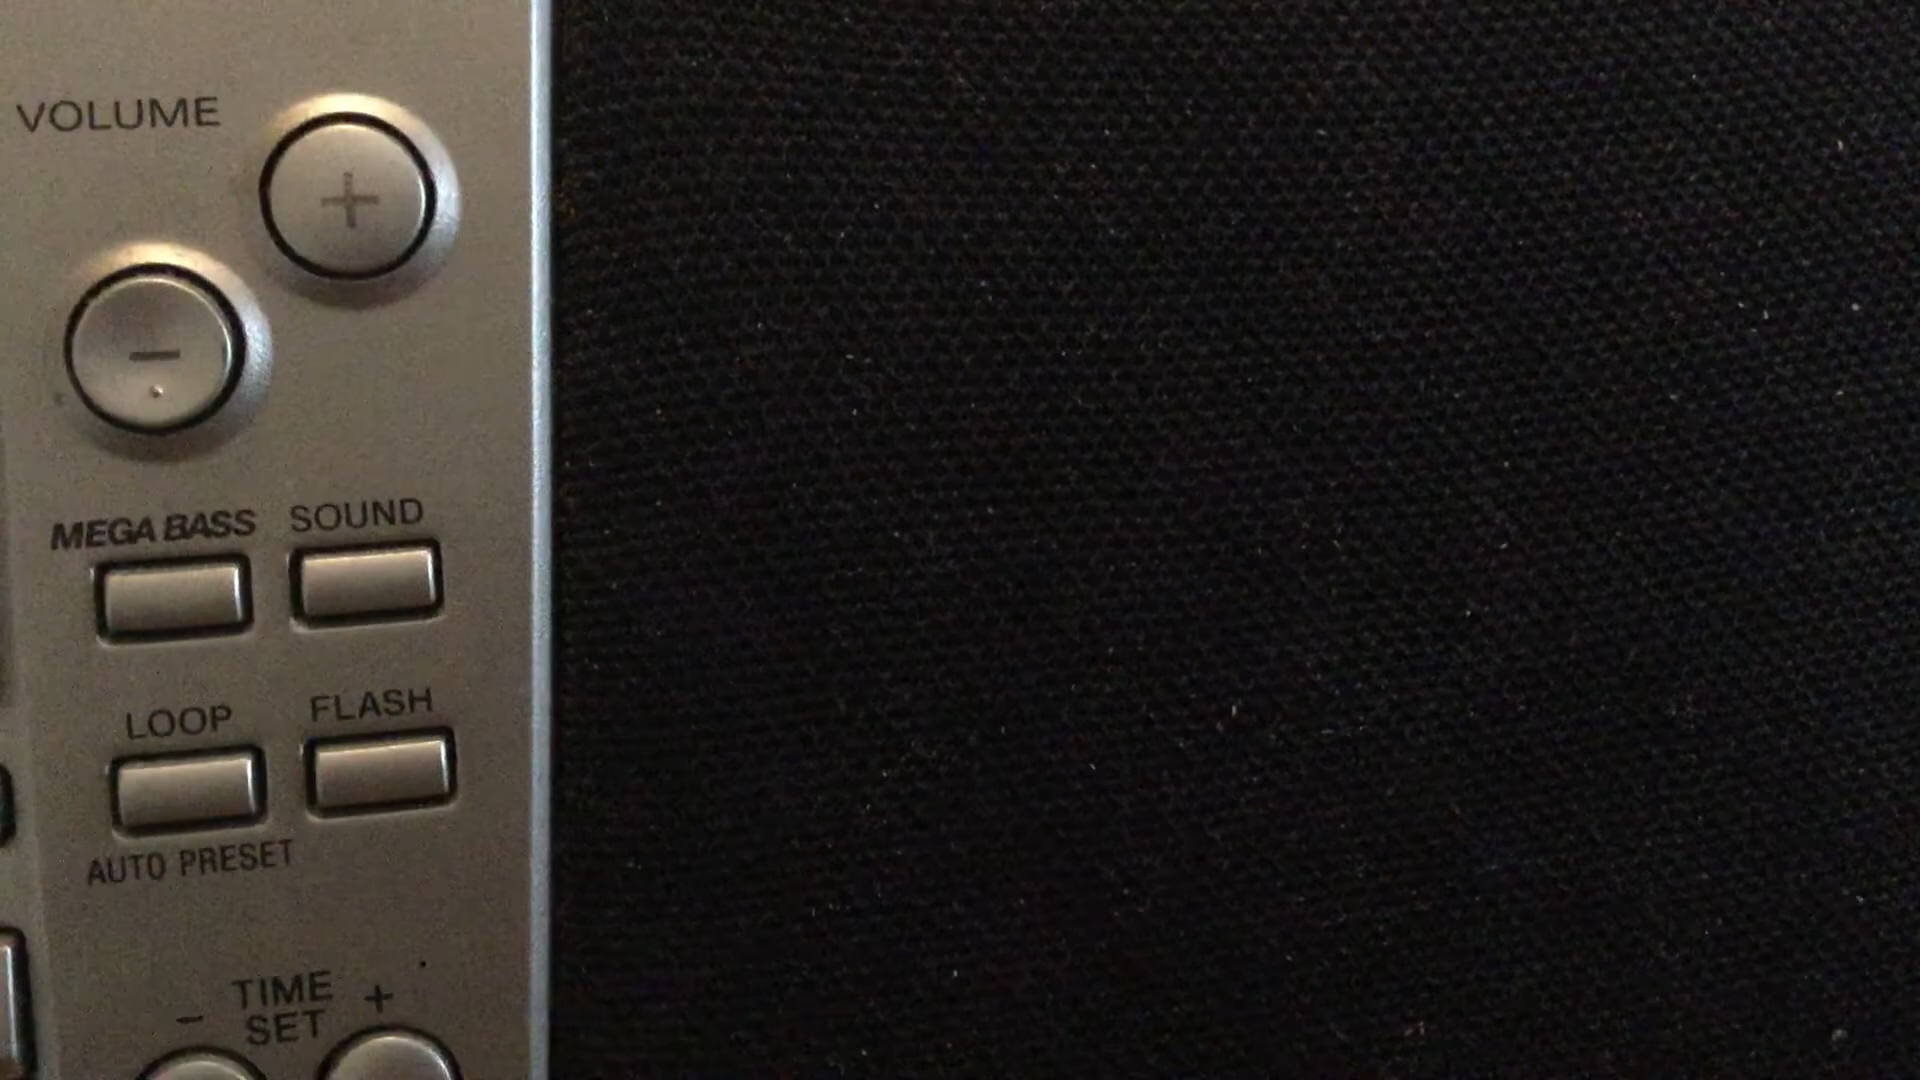 VOLUME
+
−
MEGA BASS
SOUND
LOOP
FLASH
AUTO PRESET
− TIME SET +